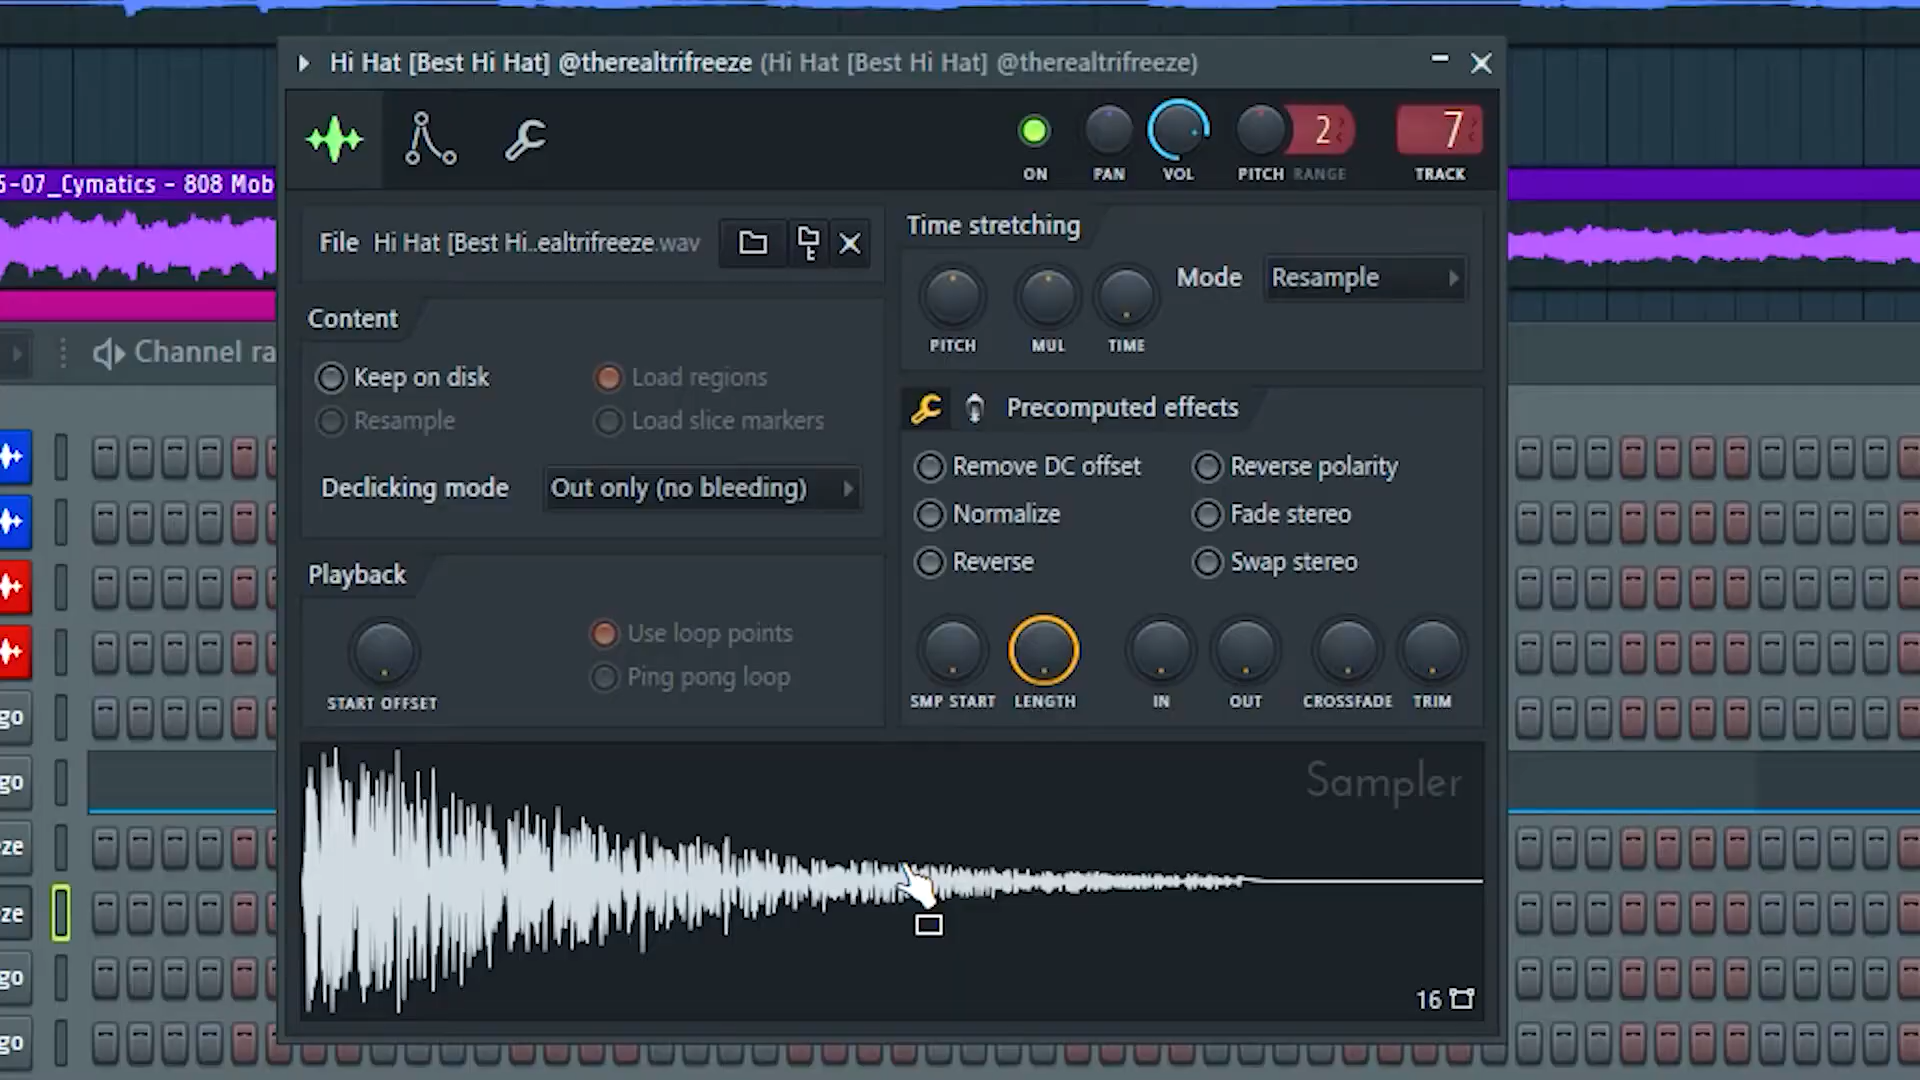 Hi Hat [Best Hi Hat] @therealtrifreeze (Hi Hat [Best Hi Hat] @therealtrifreeze)
2
7
ON
PAN
VOL
PITCH RANGE
TRACK
5-07_Cymatics - 808 Mob
File Hi Hat [Best Hi..ealtrifreeze.wav
Time stretching
Mode Resample
PITCH
MUL
TIME
Content
Channel ra
Keep on disk
Load regions
Resample
Load slice markers
Precomputed effects
Remove DC offset
Reverse polarity
Declicking mode Out only (no bleeding)
Normalize
Fade stereo
Reverse
Swap stereo
Playback
Use loop points
Ping pong loop
START OFFSET
SMP START
LENGTH
IN
OUT
CROSSFADE
TRIM
go
go
ze
ze
go
go
Sampler
16